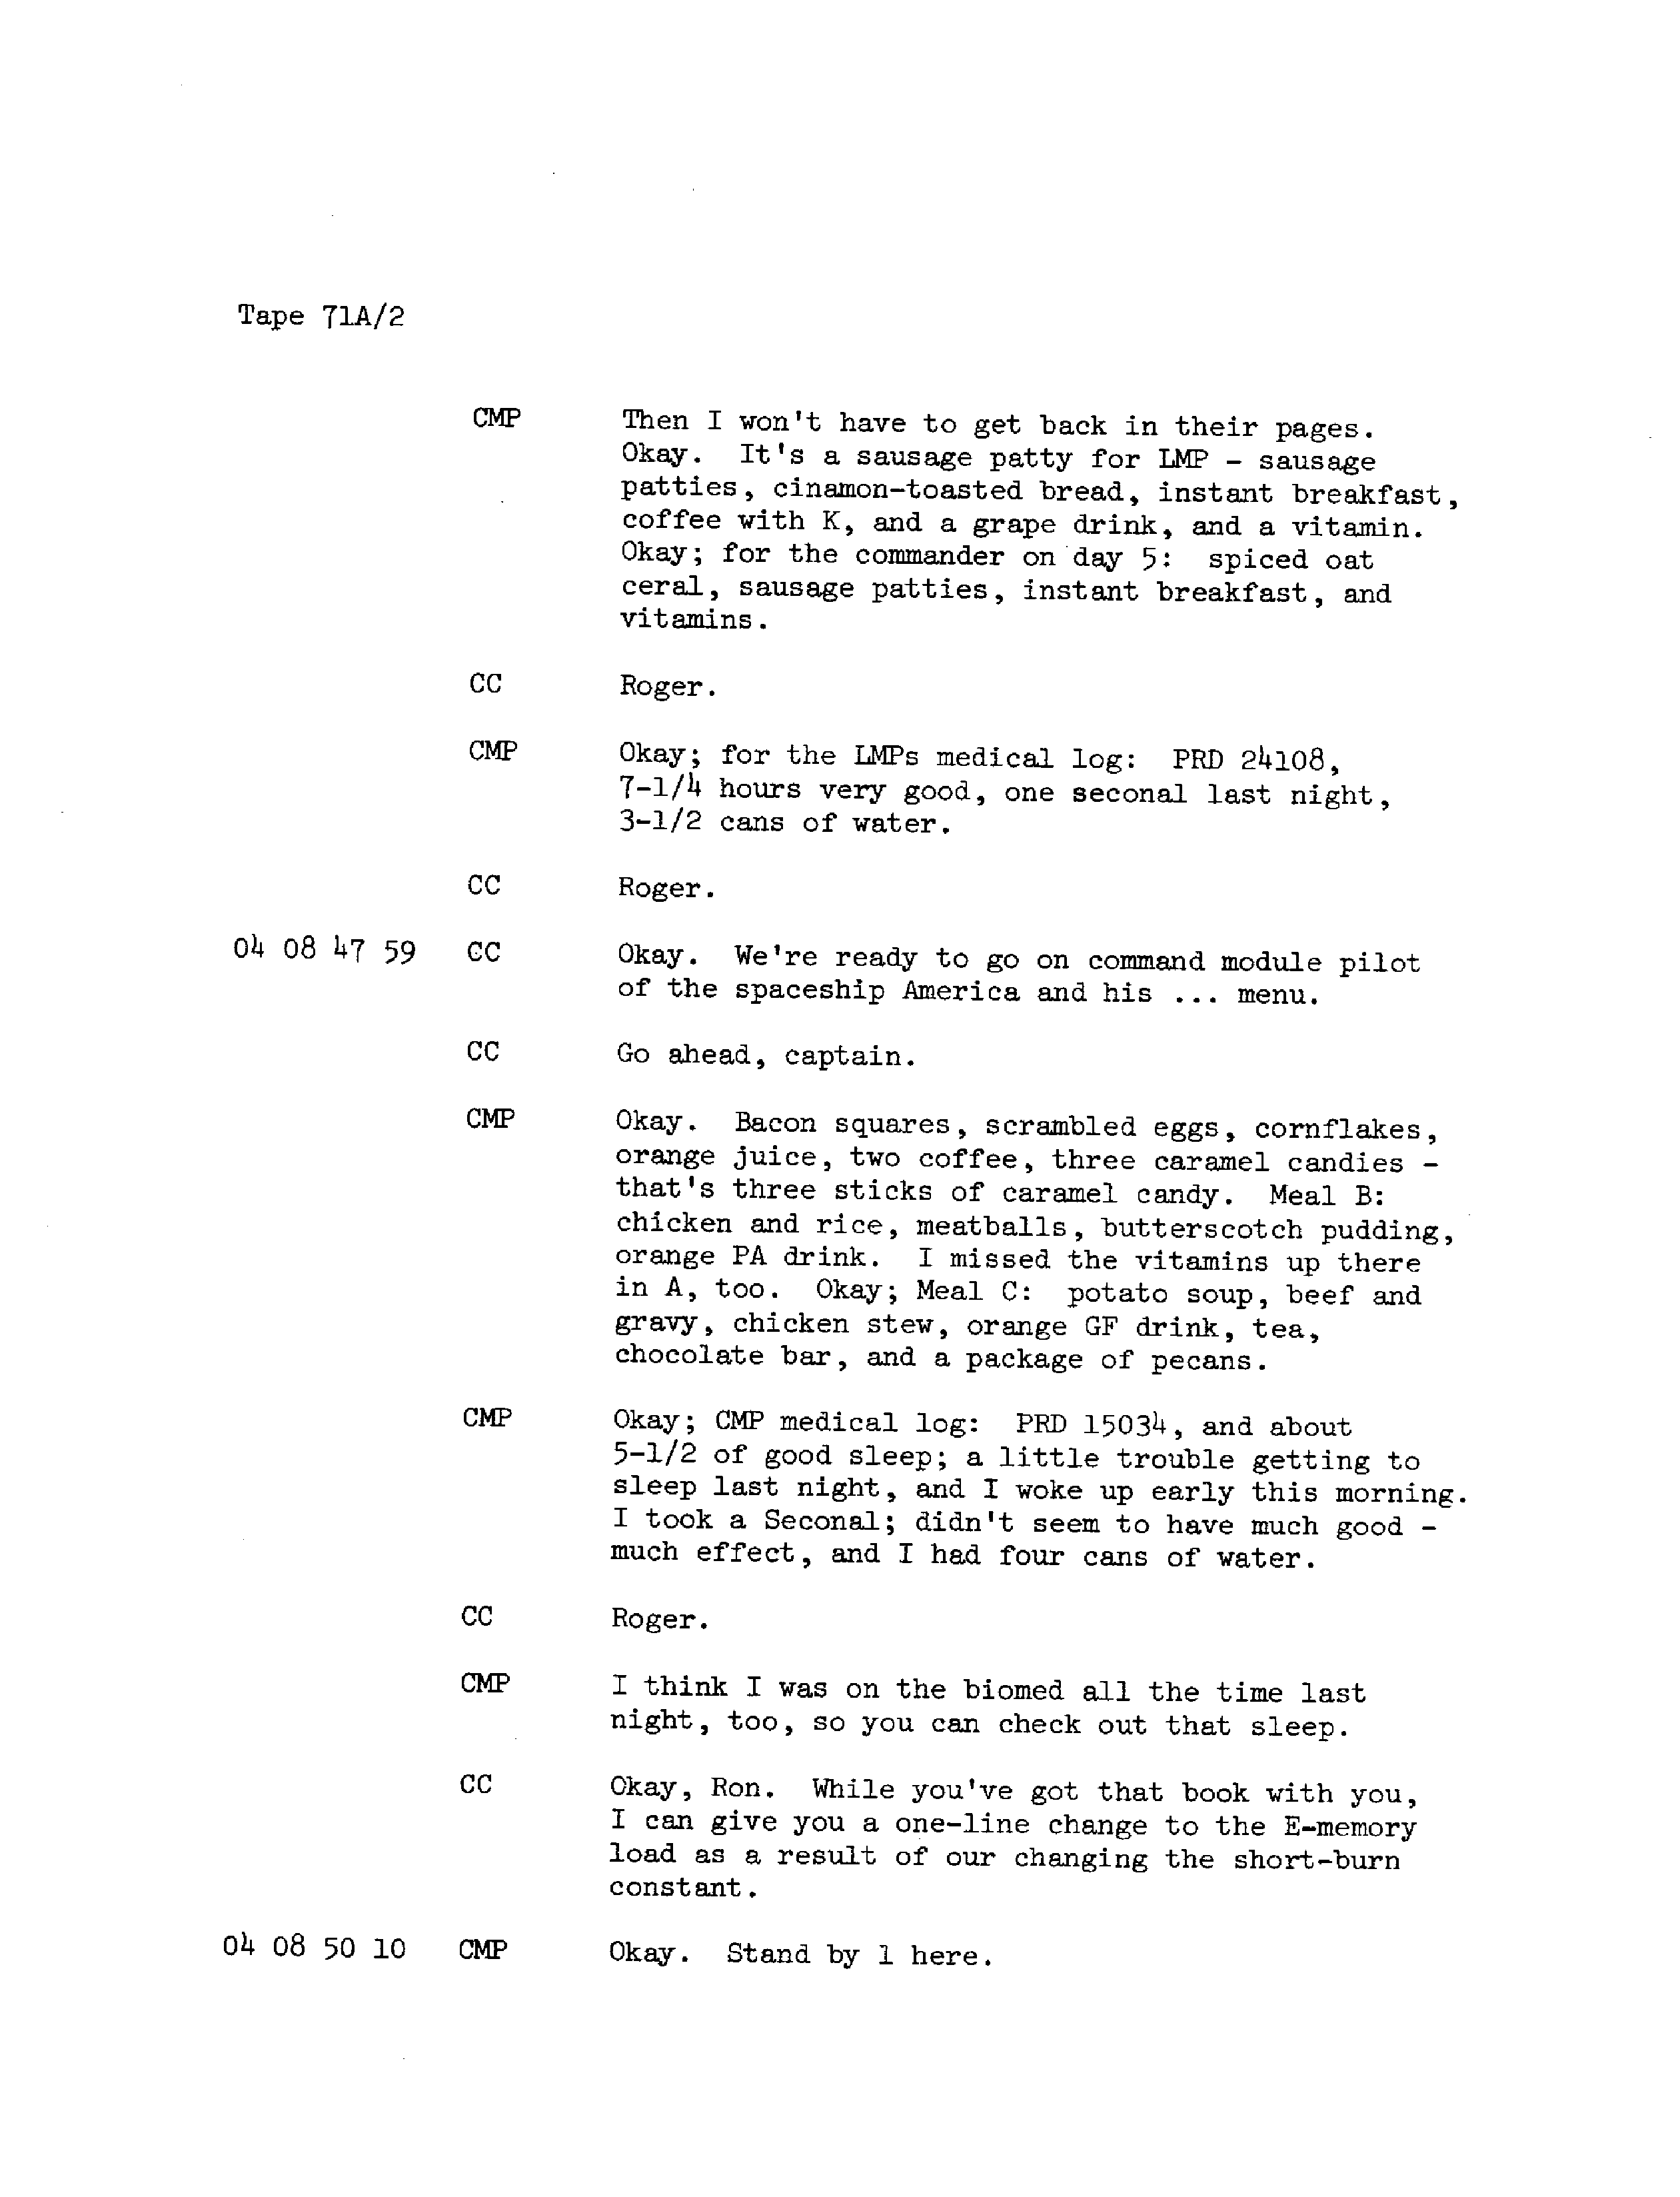 Tape 71A/2
CMP Then I won't have to get back in their pages.
Okay. It's a sausage patty for LMP - sausage
patties, cinamon-toasted bread, instant breakfast,
coffee with K, and a grape drink, and a vitamin.
Okay; for the commander on day 5: spiced oat
ceral, sausage patties, instant breakfast, and
vitamins.
CC Roger.
CMP Okay; for the LMPs medical log: PRD 24108,
7-1/4 hours very good, one seconal last night,
3-1/2 cans of water.
CC Roger.
04 08 47 59 CC Okay. We're ready to go on command module pilot
of the spaceship America and his ... menu.
CC Go ahead, captain.
CMP Okay. Bacon squares, scrambled eggs, cornflakes,
orange juice, two coffee, three caramel candies -
that's three sticks of caramel candy. Meal B:
chicken and rice, meatballs, butterscotch pudding,
orange PA drink. I missed the vitamins up there
in A, too. Okay; Meal C: potato soup, beef and
gravy, chicken stew, orange GF drink, tea,
chocolate bar, and a package of pecans.
CMP Okay; CMP medical log: PRD 15034, and about
5-1/2 of good sleep; a little trouble getting to
sleep last night, and I woke up early this morning.
I took a Seconal; didn't seem to have much good -
much effect, and I had four cans of water.
CC Roger.
CMP I think I was on the biomed all the time last
night, too, so you can check out that sleep.
CC Okay, Ron. While you've got that book with you,
I can give you a one-line change to the E-memory
load as a result of our changing the short-burn
constant.
04 08 50 10 CMP Okay. Stand by 1 here.